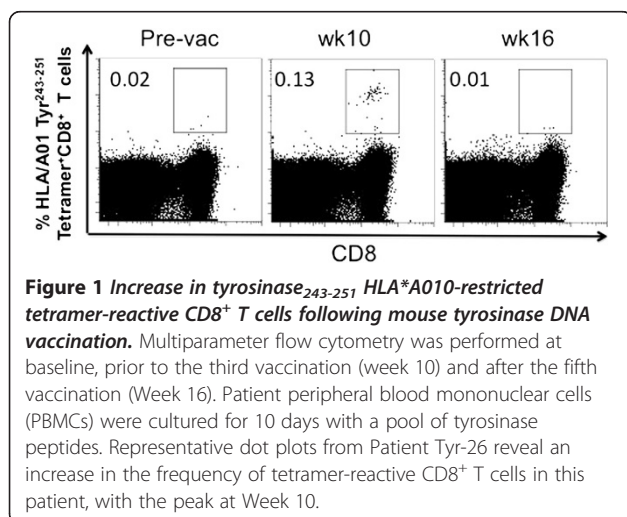 Pre-vac wk10 wk16
0.02 0.13 0.01
% HLA/A01 Tyr243-251
Tetramer+CD8+ T cells
CD8
Figure 1 Increase in tyrosinase243-251 HLA*A010-restricted
tetramer-reactive CD8+ T cells following mouse tyrosinase DNA
vaccination. Multiparameter flow cytometry was performed at
baseline, prior to the third vaccination (week 10) and after the fifth
vaccination (Week 16). Patient peripheral blood mononuclear cells
(PBMCs) were cultured for 10 days with a pool of tyrosinase
peptides. Representative dot plots from Patient Tyr-26 reveal an
increase in the frequency of tetramer-reactive CD8+ T cells in this
patient, with the peak at Week 10.